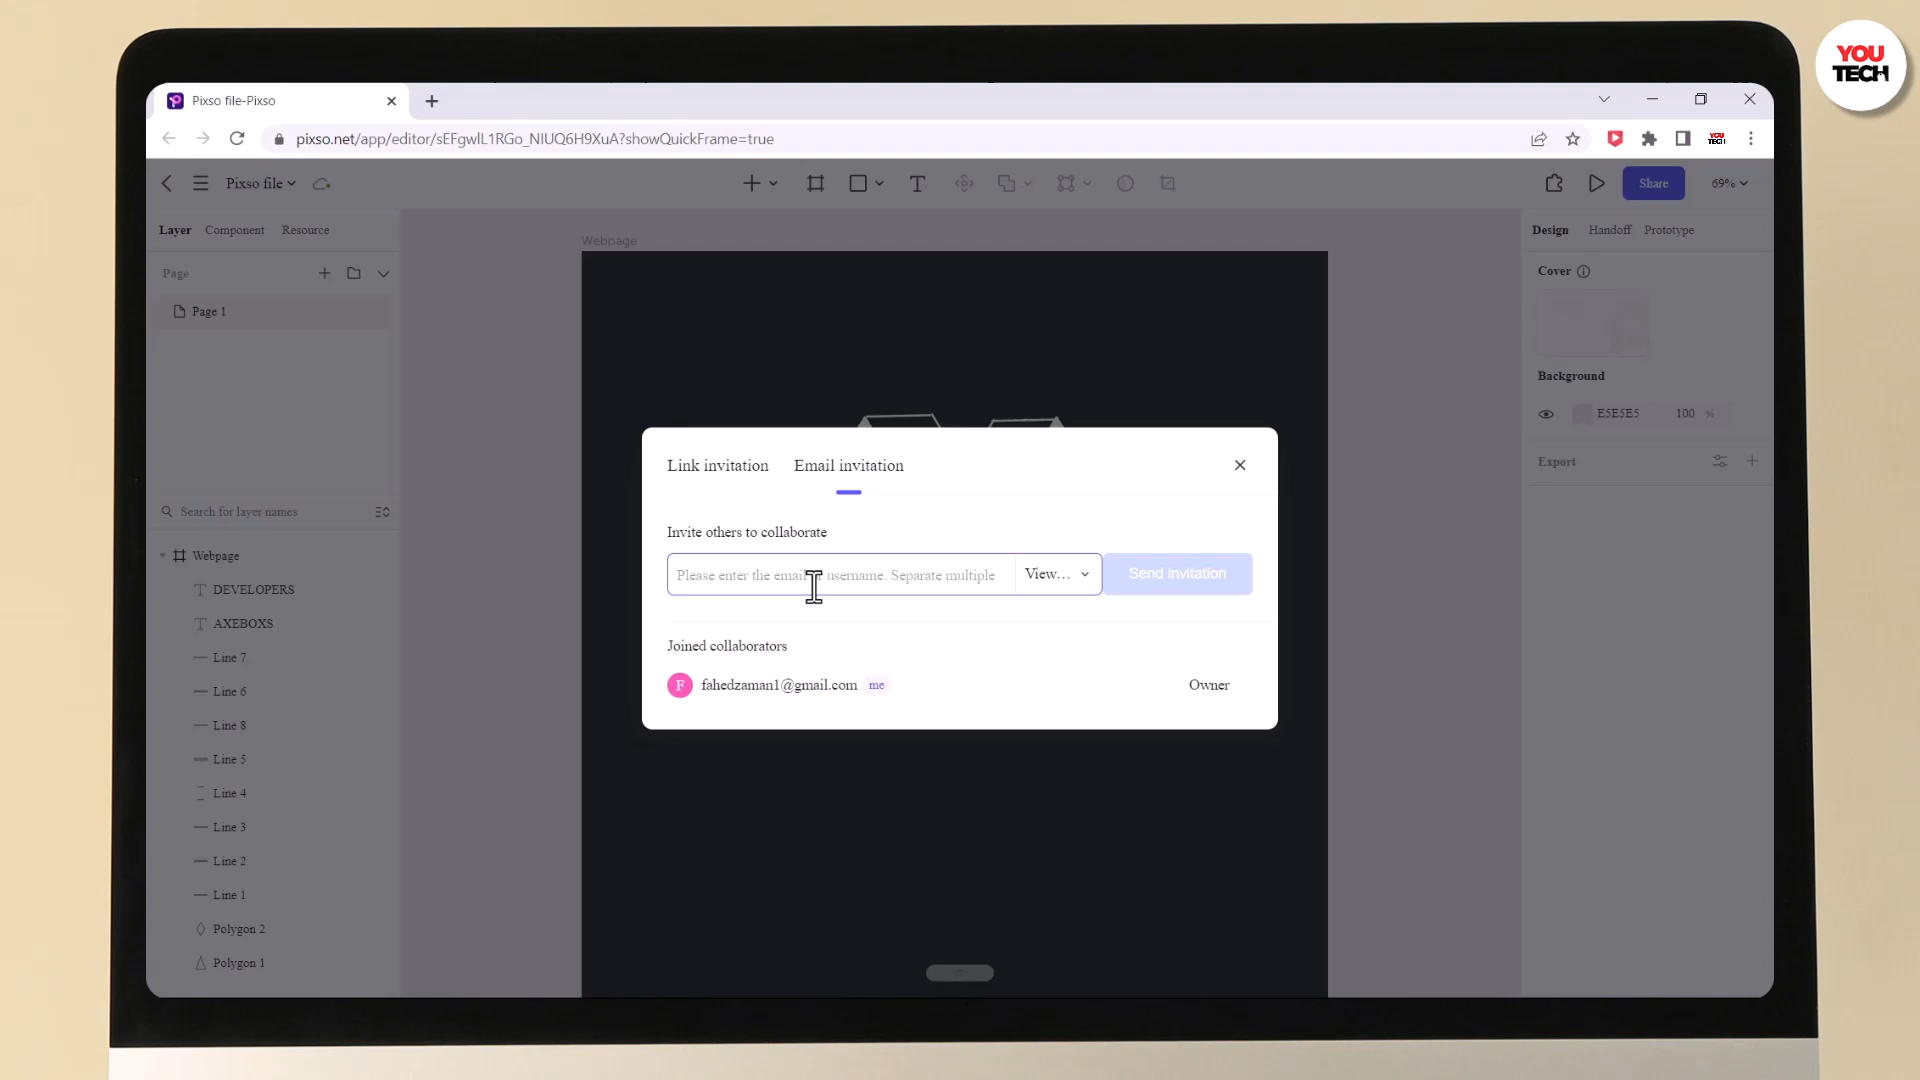 YOU
TECH
Pixso file-Pixso
pixso.net/app/editor/sEFgwlL1RGo_NIUQ6H9XuA?showQuickFrame=true
YOU
TECH
Pixso file
T
Share
69%
Layer Component Resource
Design Handoff Prototype
Page
Page 1
Webpage
Cover
Background
E5E5E5 100 %
Export
Search for layer names
Webpage
DEVELOPERS
AXEBOXS
Line 7
Line 6
Line 8
Line 5
Line 4
Line 3
Line 2
Line 1
Polygon 2
Polygon 1
Link invitation Email invitation
Invite others to collaborate
Please enter the email username. Separate multiple
View...
Send invitation
Joined collaborators
F fahedzaman1@gmail.com me Owner